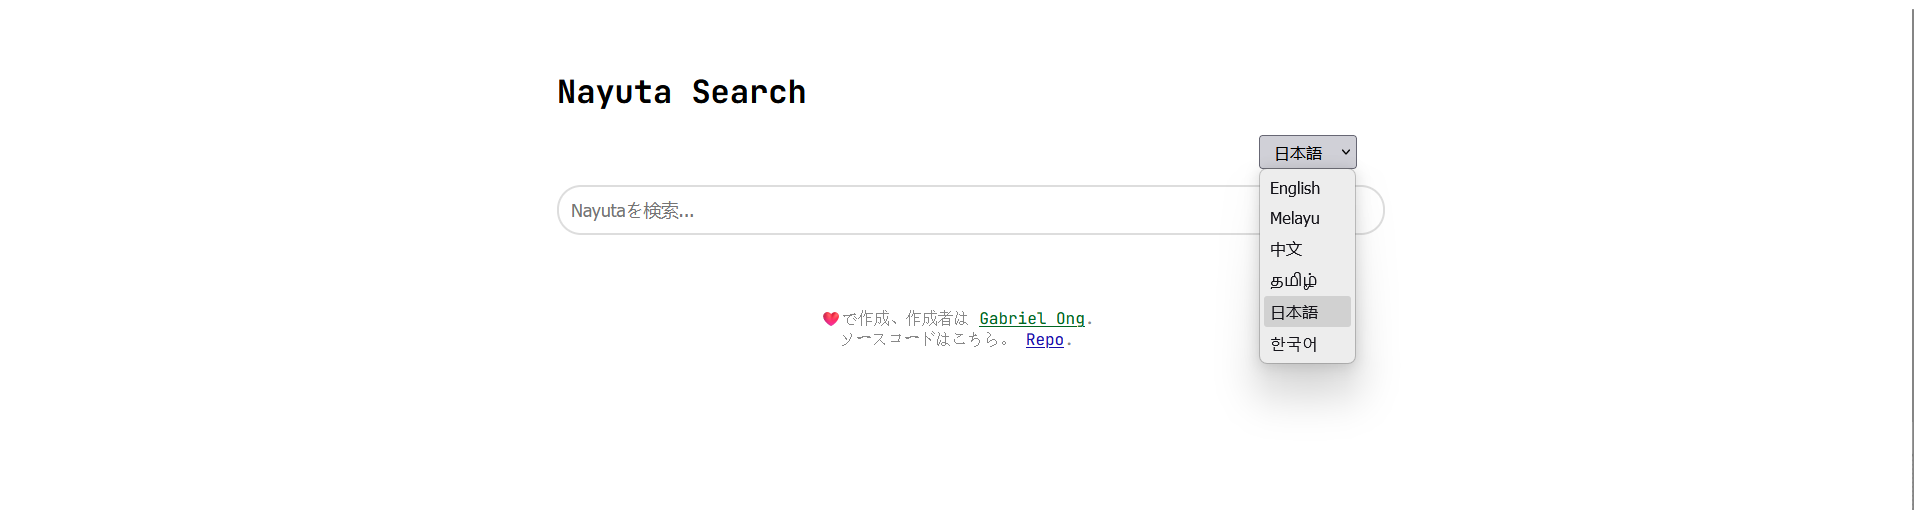 Nayuta Search
日本語
Nayutaを検索...
English
Melayu
中文
தமிழ்
日本語
한국어
で作成、作成者は Gabriel Ong.
ソースコードはこちら。 Repo.